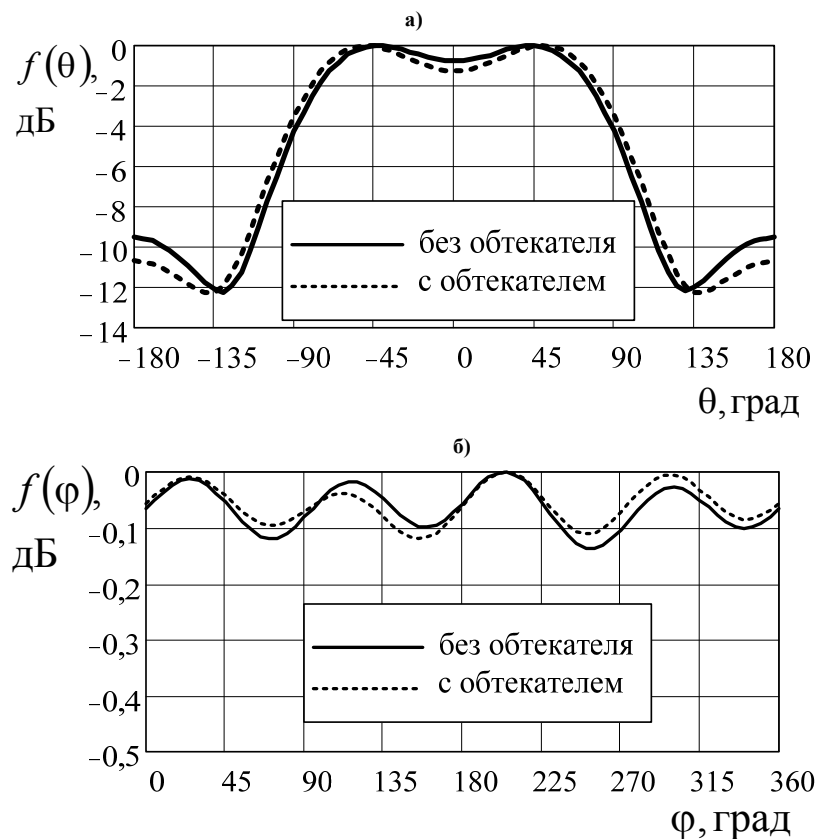 а)
f(θ),
дБ
0
−2
−4
−6
−8
−10
−12
−14
без обтекателя
с обтекателем
−180 −135 −90 −45 0 45 90 135 180
θ, град
б)
f(φ),
дБ
0
−0,1
−0,2
−0,3
−0,4
−0,5
без обтекателя
с обтекателем
0 45 90 135 180 225 270 315 360
φ, град